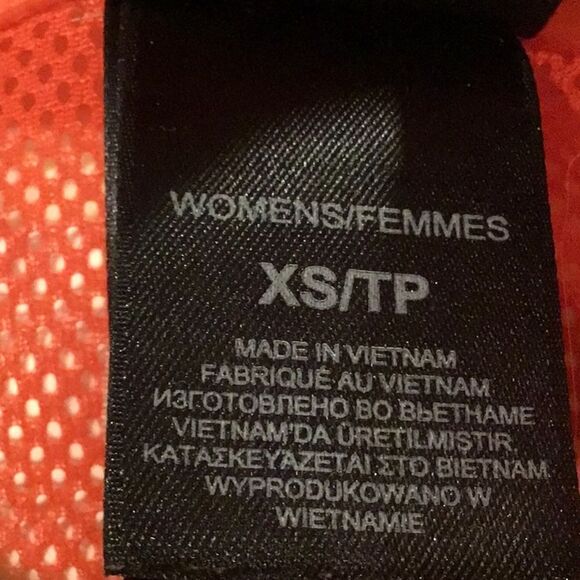 WOMENS/FEMMES
XS/TP
MADE IN VIETNAM
FABRIQUÉ AU VIETNAM
ИЗГОТОВЛЕНО ВО ВЬЕТНАМЕ
VIETNAM'DA ÜRETILMIŞTIR.
ΚΑΤΑΣΚΕΥΑΖΕΤΑΙ ΣΤΟ ΒΙΕΤΝΑΜ
WYPRODUKOWANO W
WIETNAMIE